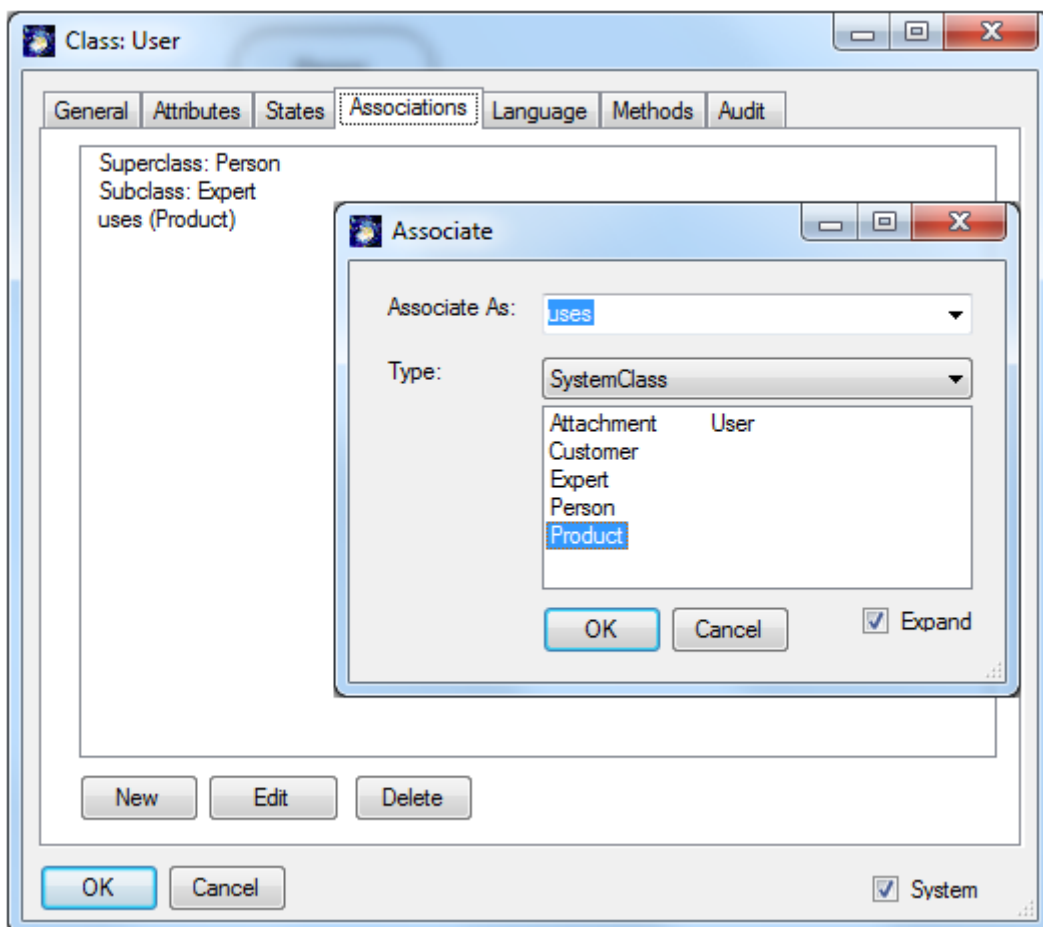 Class: User
General Attributes States Associations Language Methods Audit
Superclass: Person
Subclass: Expert
uses (Product)
Associate
Associate As: uses
Type: SystemClass
Attachment User
Customer
Expert
Person
Product
OK Cancel Expand
New Edit Delete
OK Cancel System